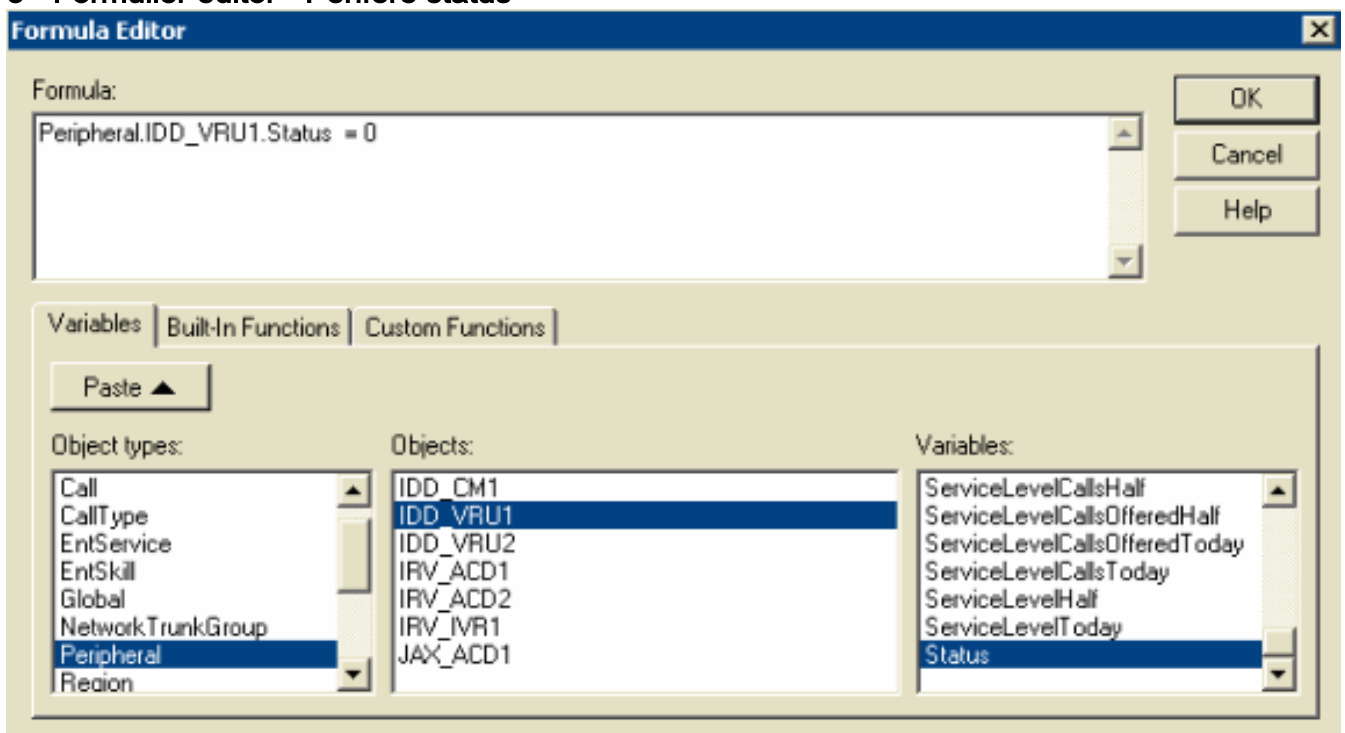 Formula Editor
Formula:
OK
Peripheral.IDD_VRU1.Status = 0
Cancel
Help
Variables
Built-In Functions
Custom Functions
Paste
Object types:
Objects:
Variables:
Call
CallType
EntService
EntSkill
Global
NetworkTrunkGroup
Peripheral
Region
IDD_CM1
IDD_VRU1
IDD_VRU2
IRV_ACD1
IRV_ACD2
IRV_IVR1
JAX_ACD1
ServiceLevelCallsHalf
ServiceLevelCallsOfferedHalf
ServiceLevelCallsOfferedToday
ServiceLevelCallsToday
ServiceLevelHalf
ServiceLevelToday
Status